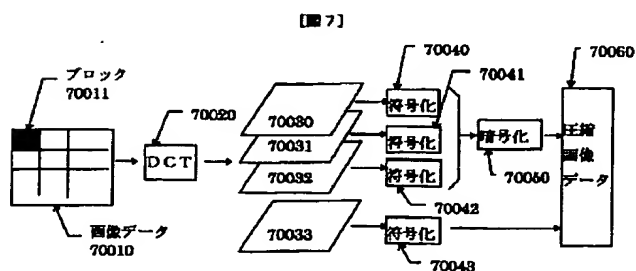 [図7]
ブロック
70011
70020
DCT
画像データ
70010
70030
70031
70032
70033
70040
符号化
70041
符号化
符号化
70042
符号化
70043
暗号化
70050
70060
圧縮
画像
データ